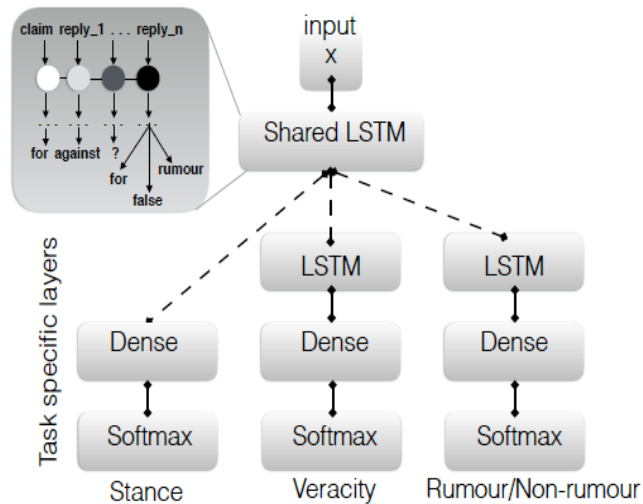 claim reply_1 . . . reply_n
. . . . . . . . . . . .
for against ? for false rumour
input
x
Shared LSTM
Task specific layers
LSTM LSTM
Dense Dense Dense
Softmax Softmax Softmax
Stance Veracity Rumour/Non-rumour